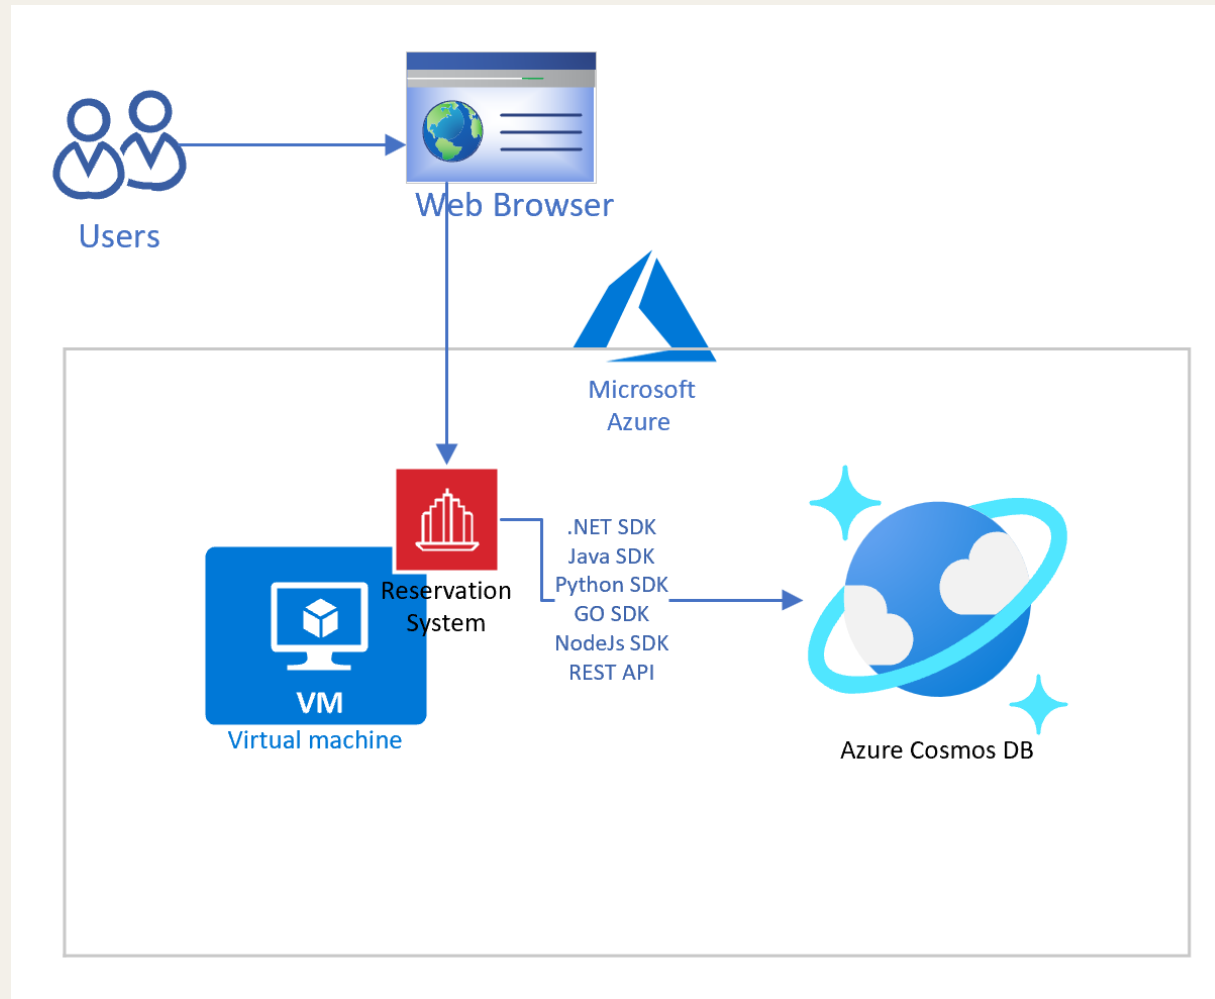 Users
Web Browser
Microsoft
Azure
Reservation
System
VM
Virtual machine
.NET SDK
Java SDK
Python SDK
GO SDK
NodeJs SDK
REST API
Azure Cosmos DB